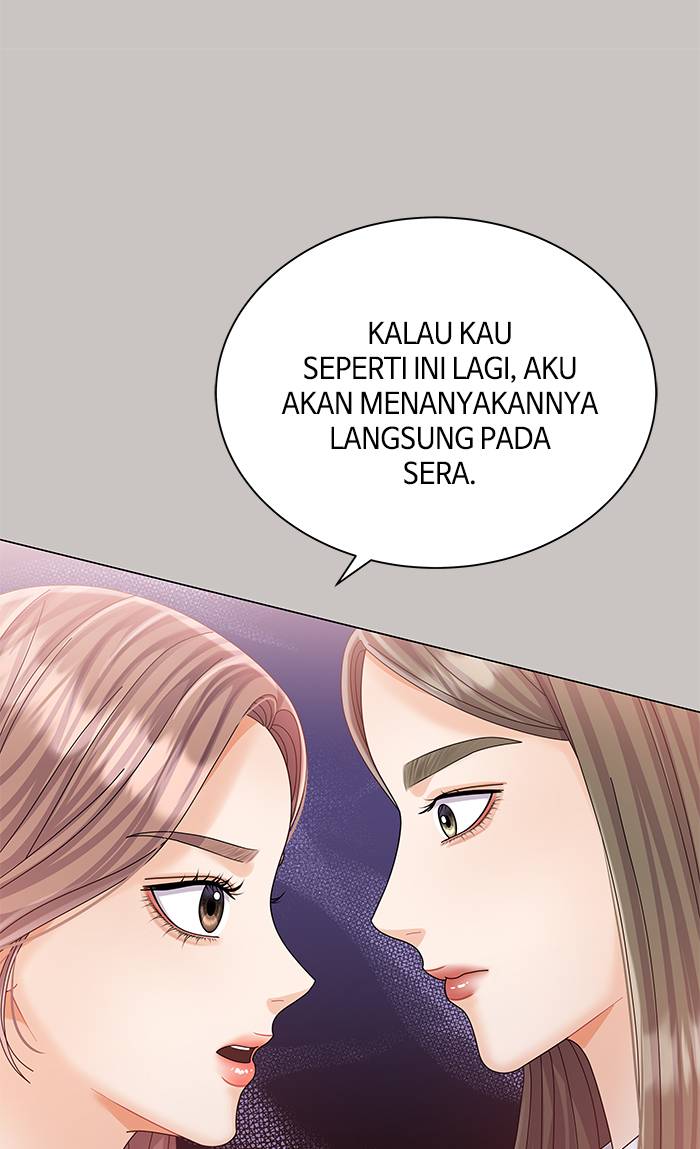 KALAU KAU
SEPERTI INI LAGI, AKU
AKAN MENANYAKANNYA
LANGSUNG PADA
SERA.